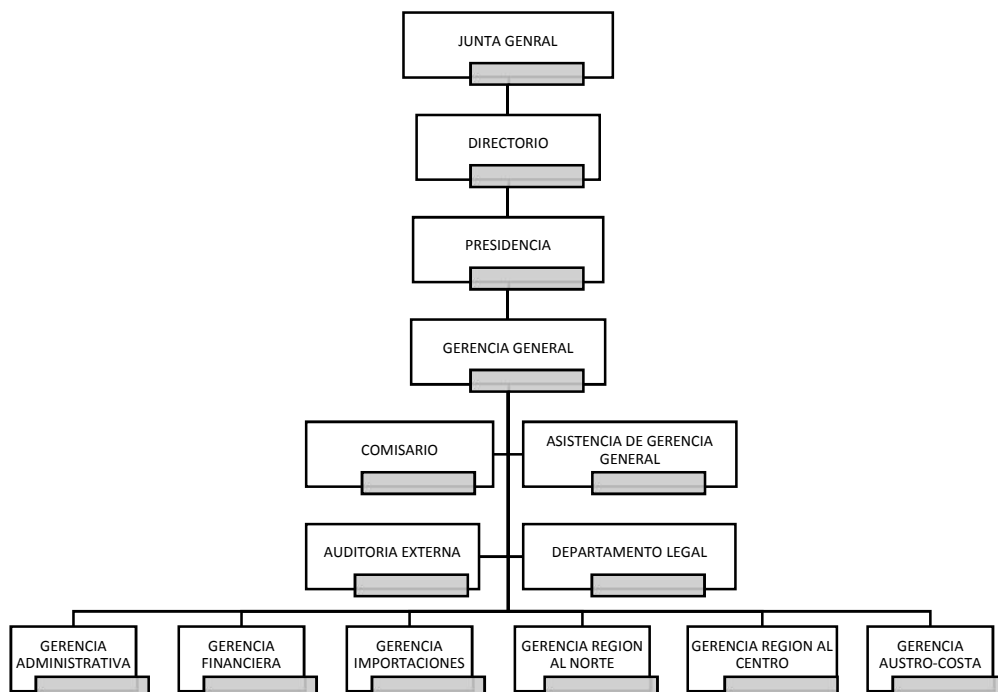 JUNTA GENRAL
DIRECTORIO
PRESIDENCIA
GERENCIA GENERAL
COMISARIO
ASISTENCIA DE GERENCIA
GENERAL
AUDITORIA EXTERNA
DEPARTAMENTO LEGAL
GERENCIA
ADMINISTRATIVA
GERENCIA
FINANCIERA
GERENCIA
IMPORTACIONES
GERENCIA REGION
AL NORTE
GERENCIA REGION AL
CENTRO
GERENCIA
AUSTRO-COSTA